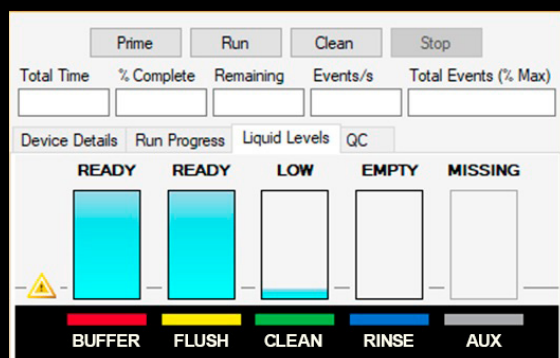 Prime Run Clean Stop
Total Time % Complete Remaining Events/s Total Events (% Max)
Device Details Run Progress Liquid Levels QC
READY READY LOW EMPTY MISSING
BUFFER FLUSH CLEAN RINSE AUX